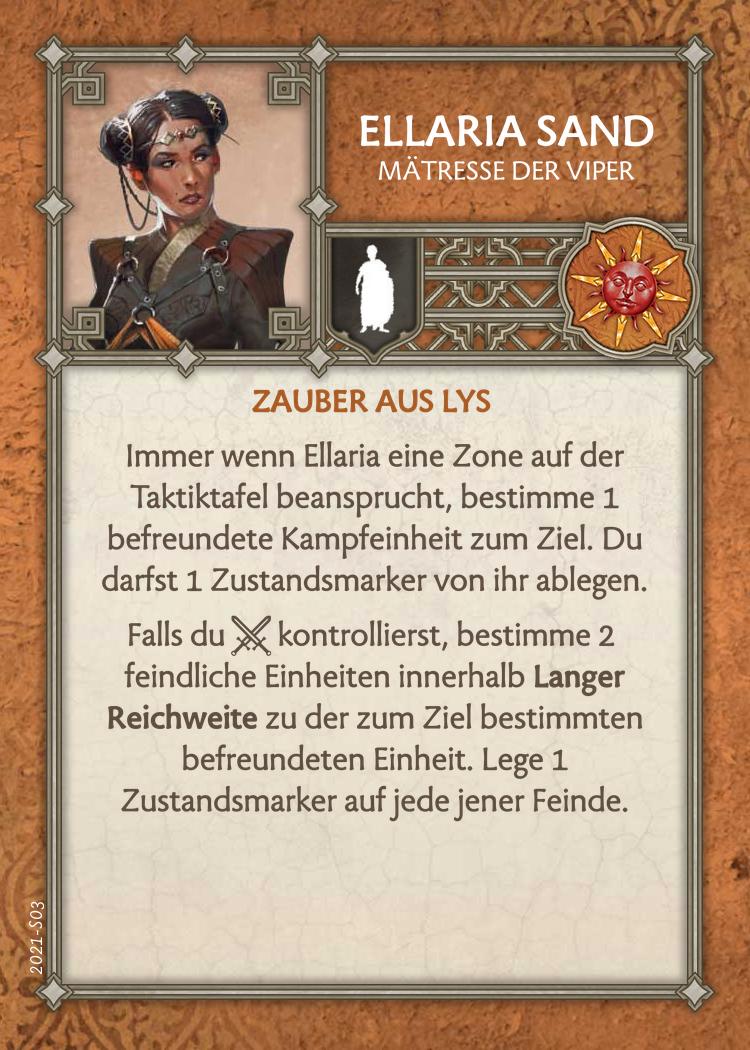 ELLARIA SAND
MÄTRESSE DER VIPER
ZAUBER AUS LYS
Immer wenn Ellaria eine Zone auf der
Taktiktafel beansprucht, bestimme 1
befreundete Kampfeinheit zum Ziel. Du
darfst 1 Zustandsmarker von ihr ablegen.
Falls du kontrollierst, bestimme 2
feindliche Einheiten innerhalb Langer
Reichweite zu der zum Ziel bestimmten
befreundeten Einheit. Lege 1
Zustandsmarker auf jede jener Feinde.
2021-S03